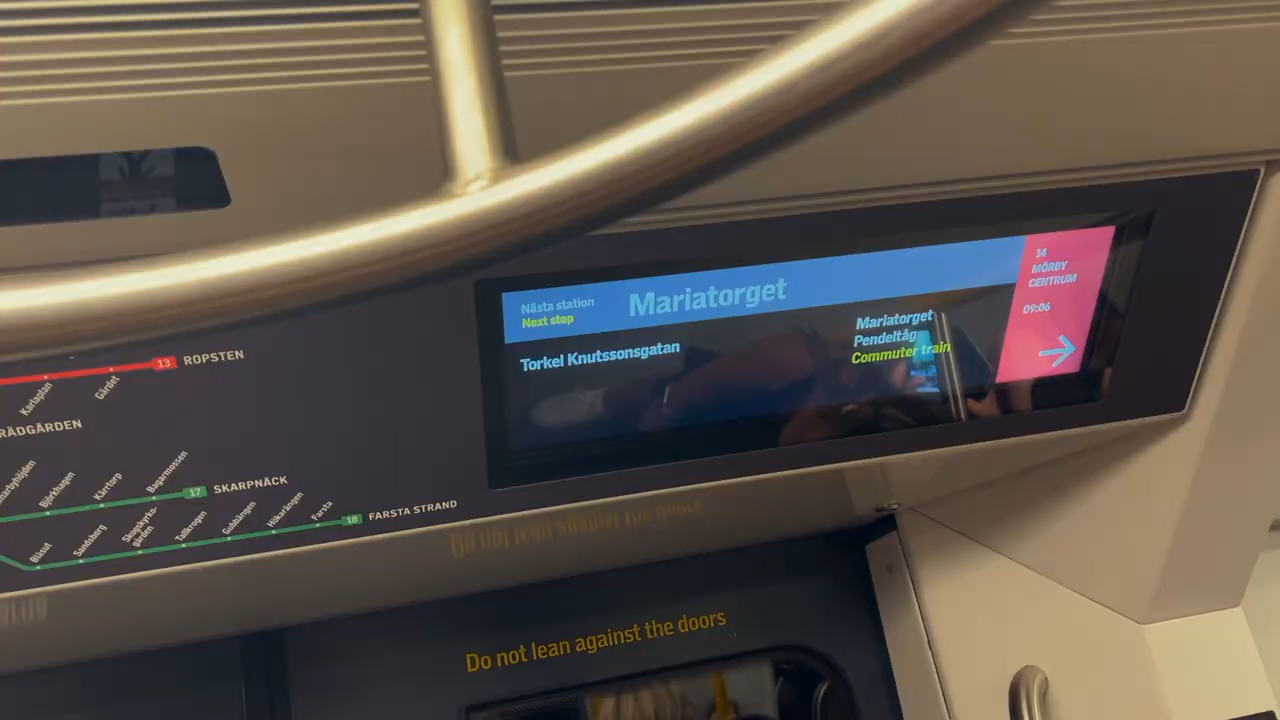 Nästa station
Next stop
Mariatorget
Torkel Knutssonsgatan
Mariatorget
Pendeltåg
Commuter train
14
MÖRBY
CENTRUM
09:06
13
ROPSTEN
Karlaplan
Gärdet
Björkhagen
Kärrtorp
Bagarmossen
17
SKARPNÄCK
Blåsut
Sandsborg
Skogskyrko-
gården
Tallkrogen
Gubbängen
Hökarängen
Farsta
18
FARSTA STRAND
Do not lean against the doors